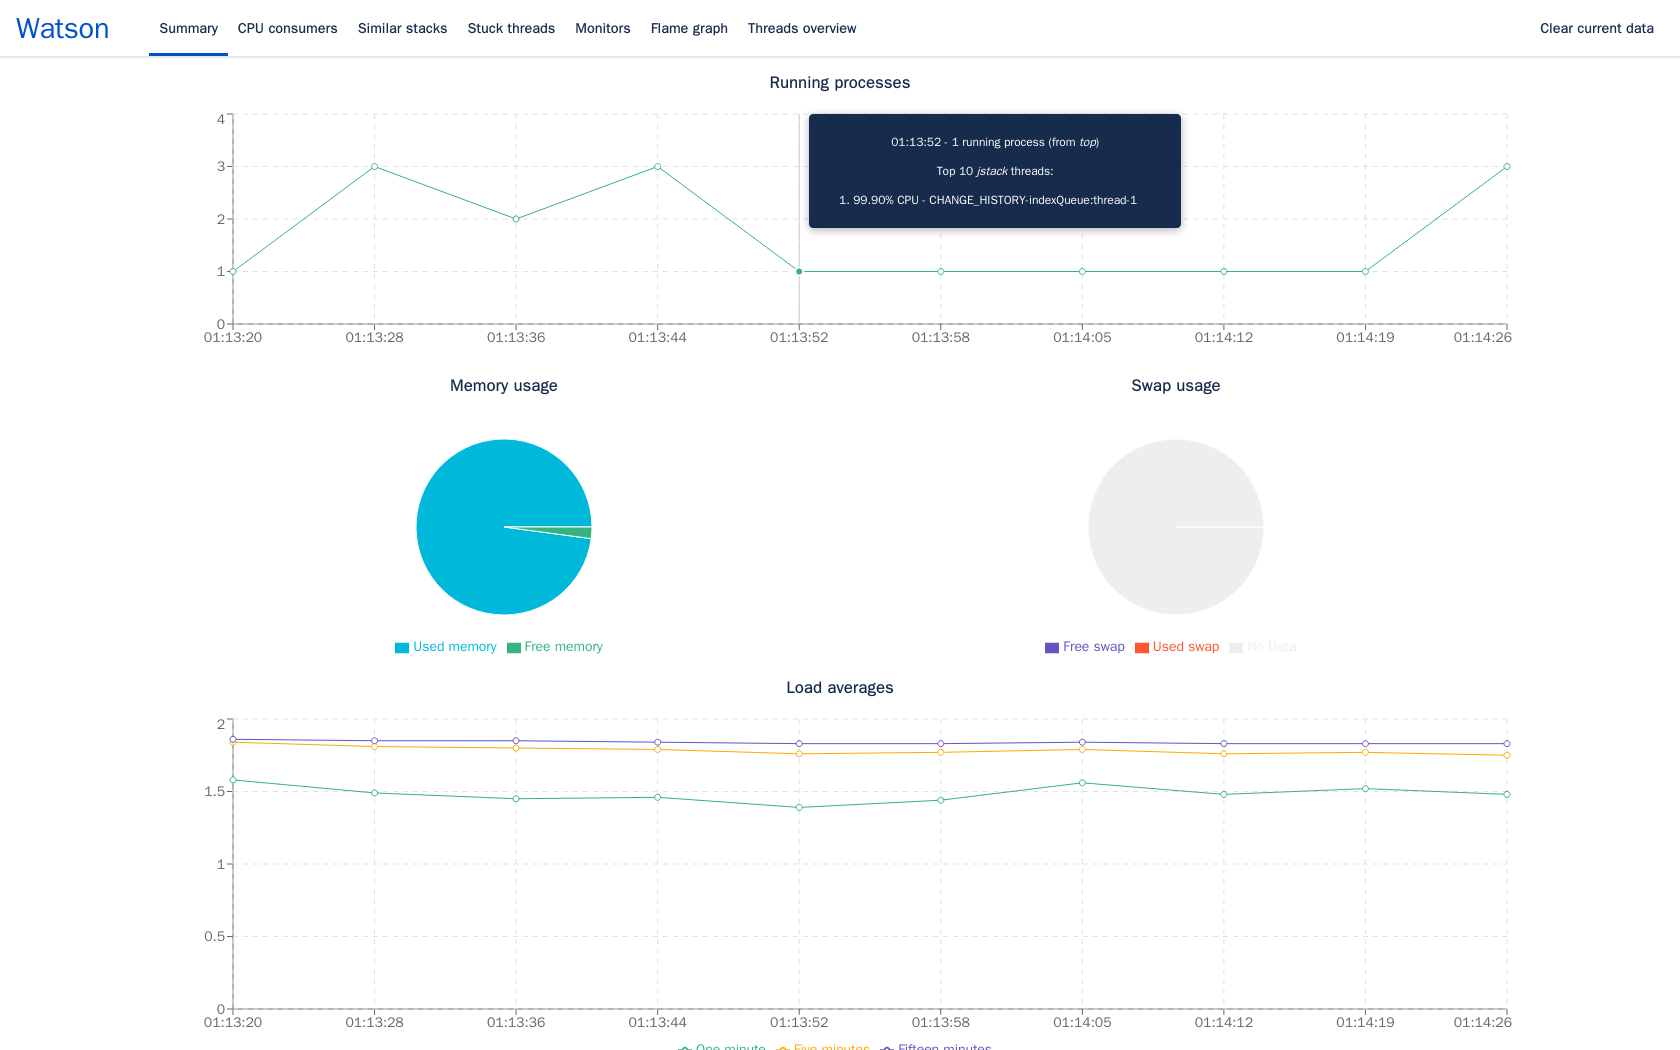 Watson Summary CPU consumers Similar stacks Stuck threads Monitors Flame graph Threads overview Clear current data
Running processes
4
3
2
1
0
01:13:52 - 1 running process (from top)
Top 10 jstack threads:
1. 99.90% CPU - CHANGE_HISTORY-indexQueue:thread-1
01:13:20 01:13:28 01:13:36 01:13:44 01:13:52 01:13:58 01:14:05 01:14:12 01:14:19 01:14:26
Memory usage
Used memory Free memory
Swap usage
Free swap Used swap No Data
Load averages
2
1.5
1
0.5
0
01:13:20 01:13:28 01:13:36 01:13:44 01:13:52 01:13:58 01:14:05 01:14:12 01:14:19 01:14:26
One minute Five minutes Fifteen minutes